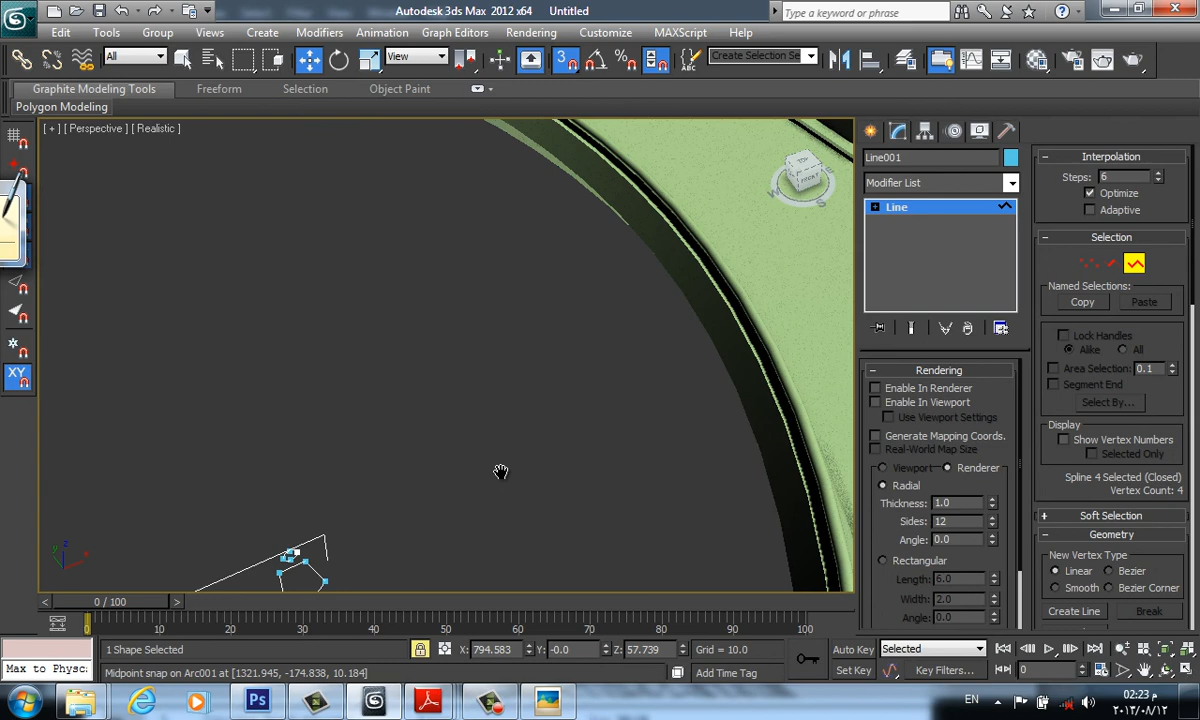 Autodesk 3ds Max 2012 x64 Untitled
Type a keyword or phrase
Edit Tools Group Views Create Modifiers Animation Graph Editors Rendering Customize MAXScript Help
All View Create Selection Se
Graphite Modeling Tools Freeform Selection Object Paint
Polygon Modeling
[ + ] [ Perspective ] [ Realistic ]
TOP
FRONT
W
S
Line001
Modifier List
Line
Interpolation
Steps: 6
Optimize
Adaptive
Selection
Named Selections:
Copy Paste
Lock Handles
Alike All
Area Selection: 0.1
Segment End
Select By...
Display
Show Vertex Numbers
Selected Only
Spline 4 Selected (Closed)
Vertex Count: 4
Soft Selection
Geometry
New Vertex Type
Linear Bezier
Smooth Bezier Corner
Create Line Break
Rendering
Enable In Renderer
Enable In Viewport
Use Viewport Settings
Generate Mapping Coords.
Real-World Map Size
Viewport Renderer
Radial
Thickness: 1.0
Sides: 12
Angle: 0.0
Rectangular
Length: 6.0
Width: 2.0
Angle: 0.0
XY
z
y
x
< 0 / 100 >
0 10 20 30 40 50 60 70 80 90 100
1 Shape Selected X: 794.583 Y: -0.0 Z: 57.739 Grid = 10.0 Auto Key Selected
Max to Physc: Midpoint snap on Arc001 at [1321.945, -174.838, 10.184] Add Time Tag Set Key Key Filters... 0
Ps
EN
02:23 م
٢٠١٣/٠٨/١٢